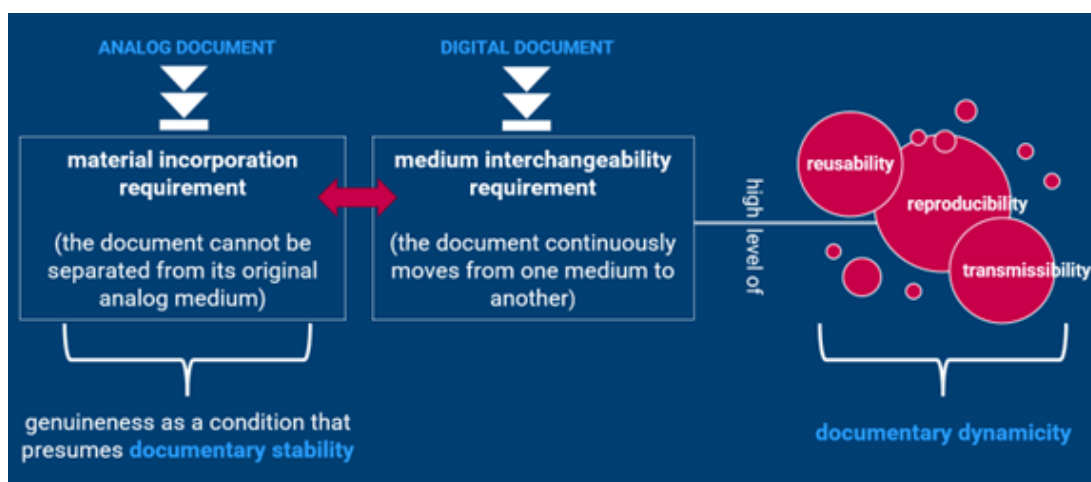 ANALOG DOCUMENT
material incorporation
requirement
(the document cannot be
separated from its original
analog medium)
genuineness as a condition that
presumes documentary stability
DIGITAL DOCUMENT
medium interchangeability
requirement
(the document continuously
moves from one medium to
another)
high level of
reusability
reproducibility
transmissibility
documentary dynamicity